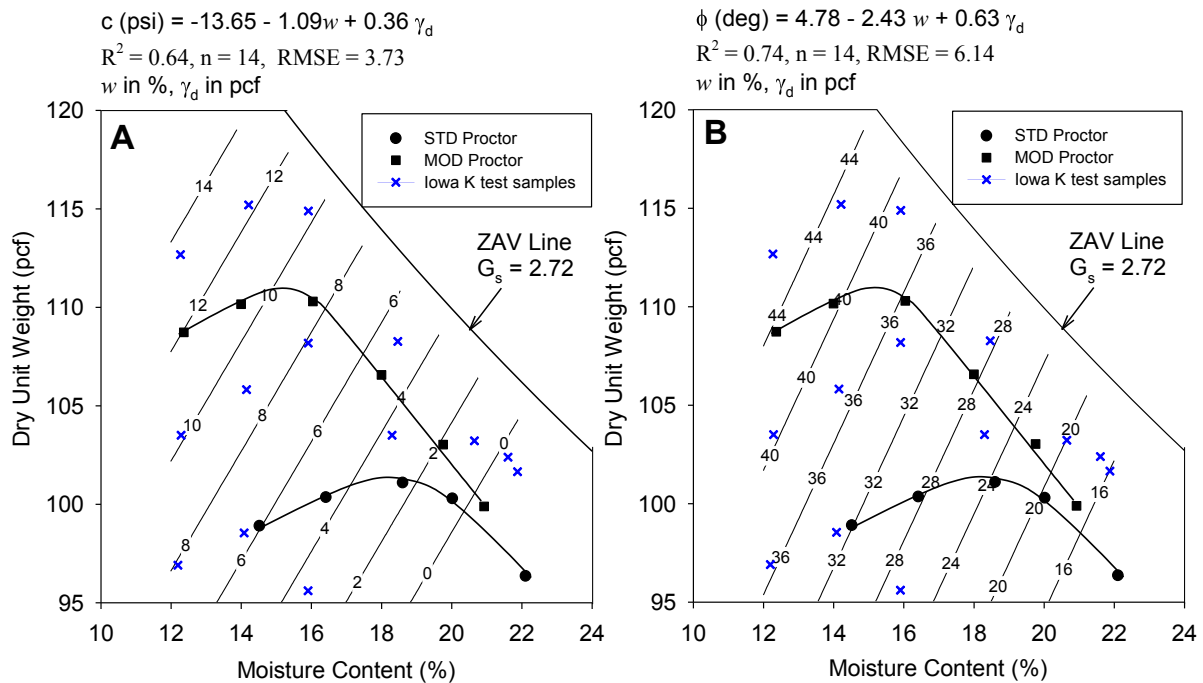 c (psi) = -13.65 - 1.09w + 0.36 γd
R2 = 0.64, n = 14, RMSE = 3.73
w in %, γd in pcf
A
STD Proctor
MOD Proctor
Iowa K test samples
ZAV Line
Gs = 2.72
14
12
12
10
8
6
10
8
6
4
2
0
8
6
4
2
0
120
115
110
105
100
95
Dry Unit Weight (pcf)
10 12 14 16 18 20 22 24
Moisture Content (%)
ϕ (deg) = 4.78 - 2.43 w + 0.63 γd
R2 = 0.74, n = 14, RMSE = 6.14
w in %, γd in pcf
B
STD Proctor
MOD Proctor
Iowa K test samples
ZAV Line
Gs = 2.72
44
44
40
36
44
40
36
32
28
40
36
32
28
24
20
40
36
32
28
24
20
16
36
32
28
24
20
16
120
115
110
105
100
95
Dry Unit Weight (pcf)
10 12 14 16 18 20 22 24
Moisture Content (%)